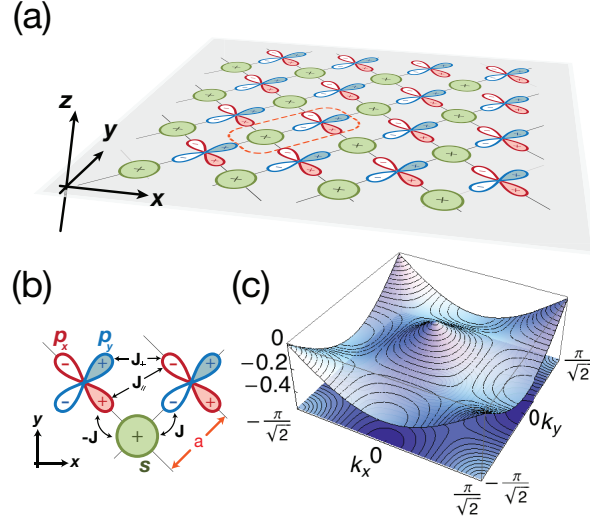 (a)
z
y
x
(b)
p_x
p_y
J_⊥
J_//
-J
J
a
s
y
x
(c)
0
-0.2
-0.4
-π/√2
k_x
0
π/√2
-π/√2
0
k_y
π/√2